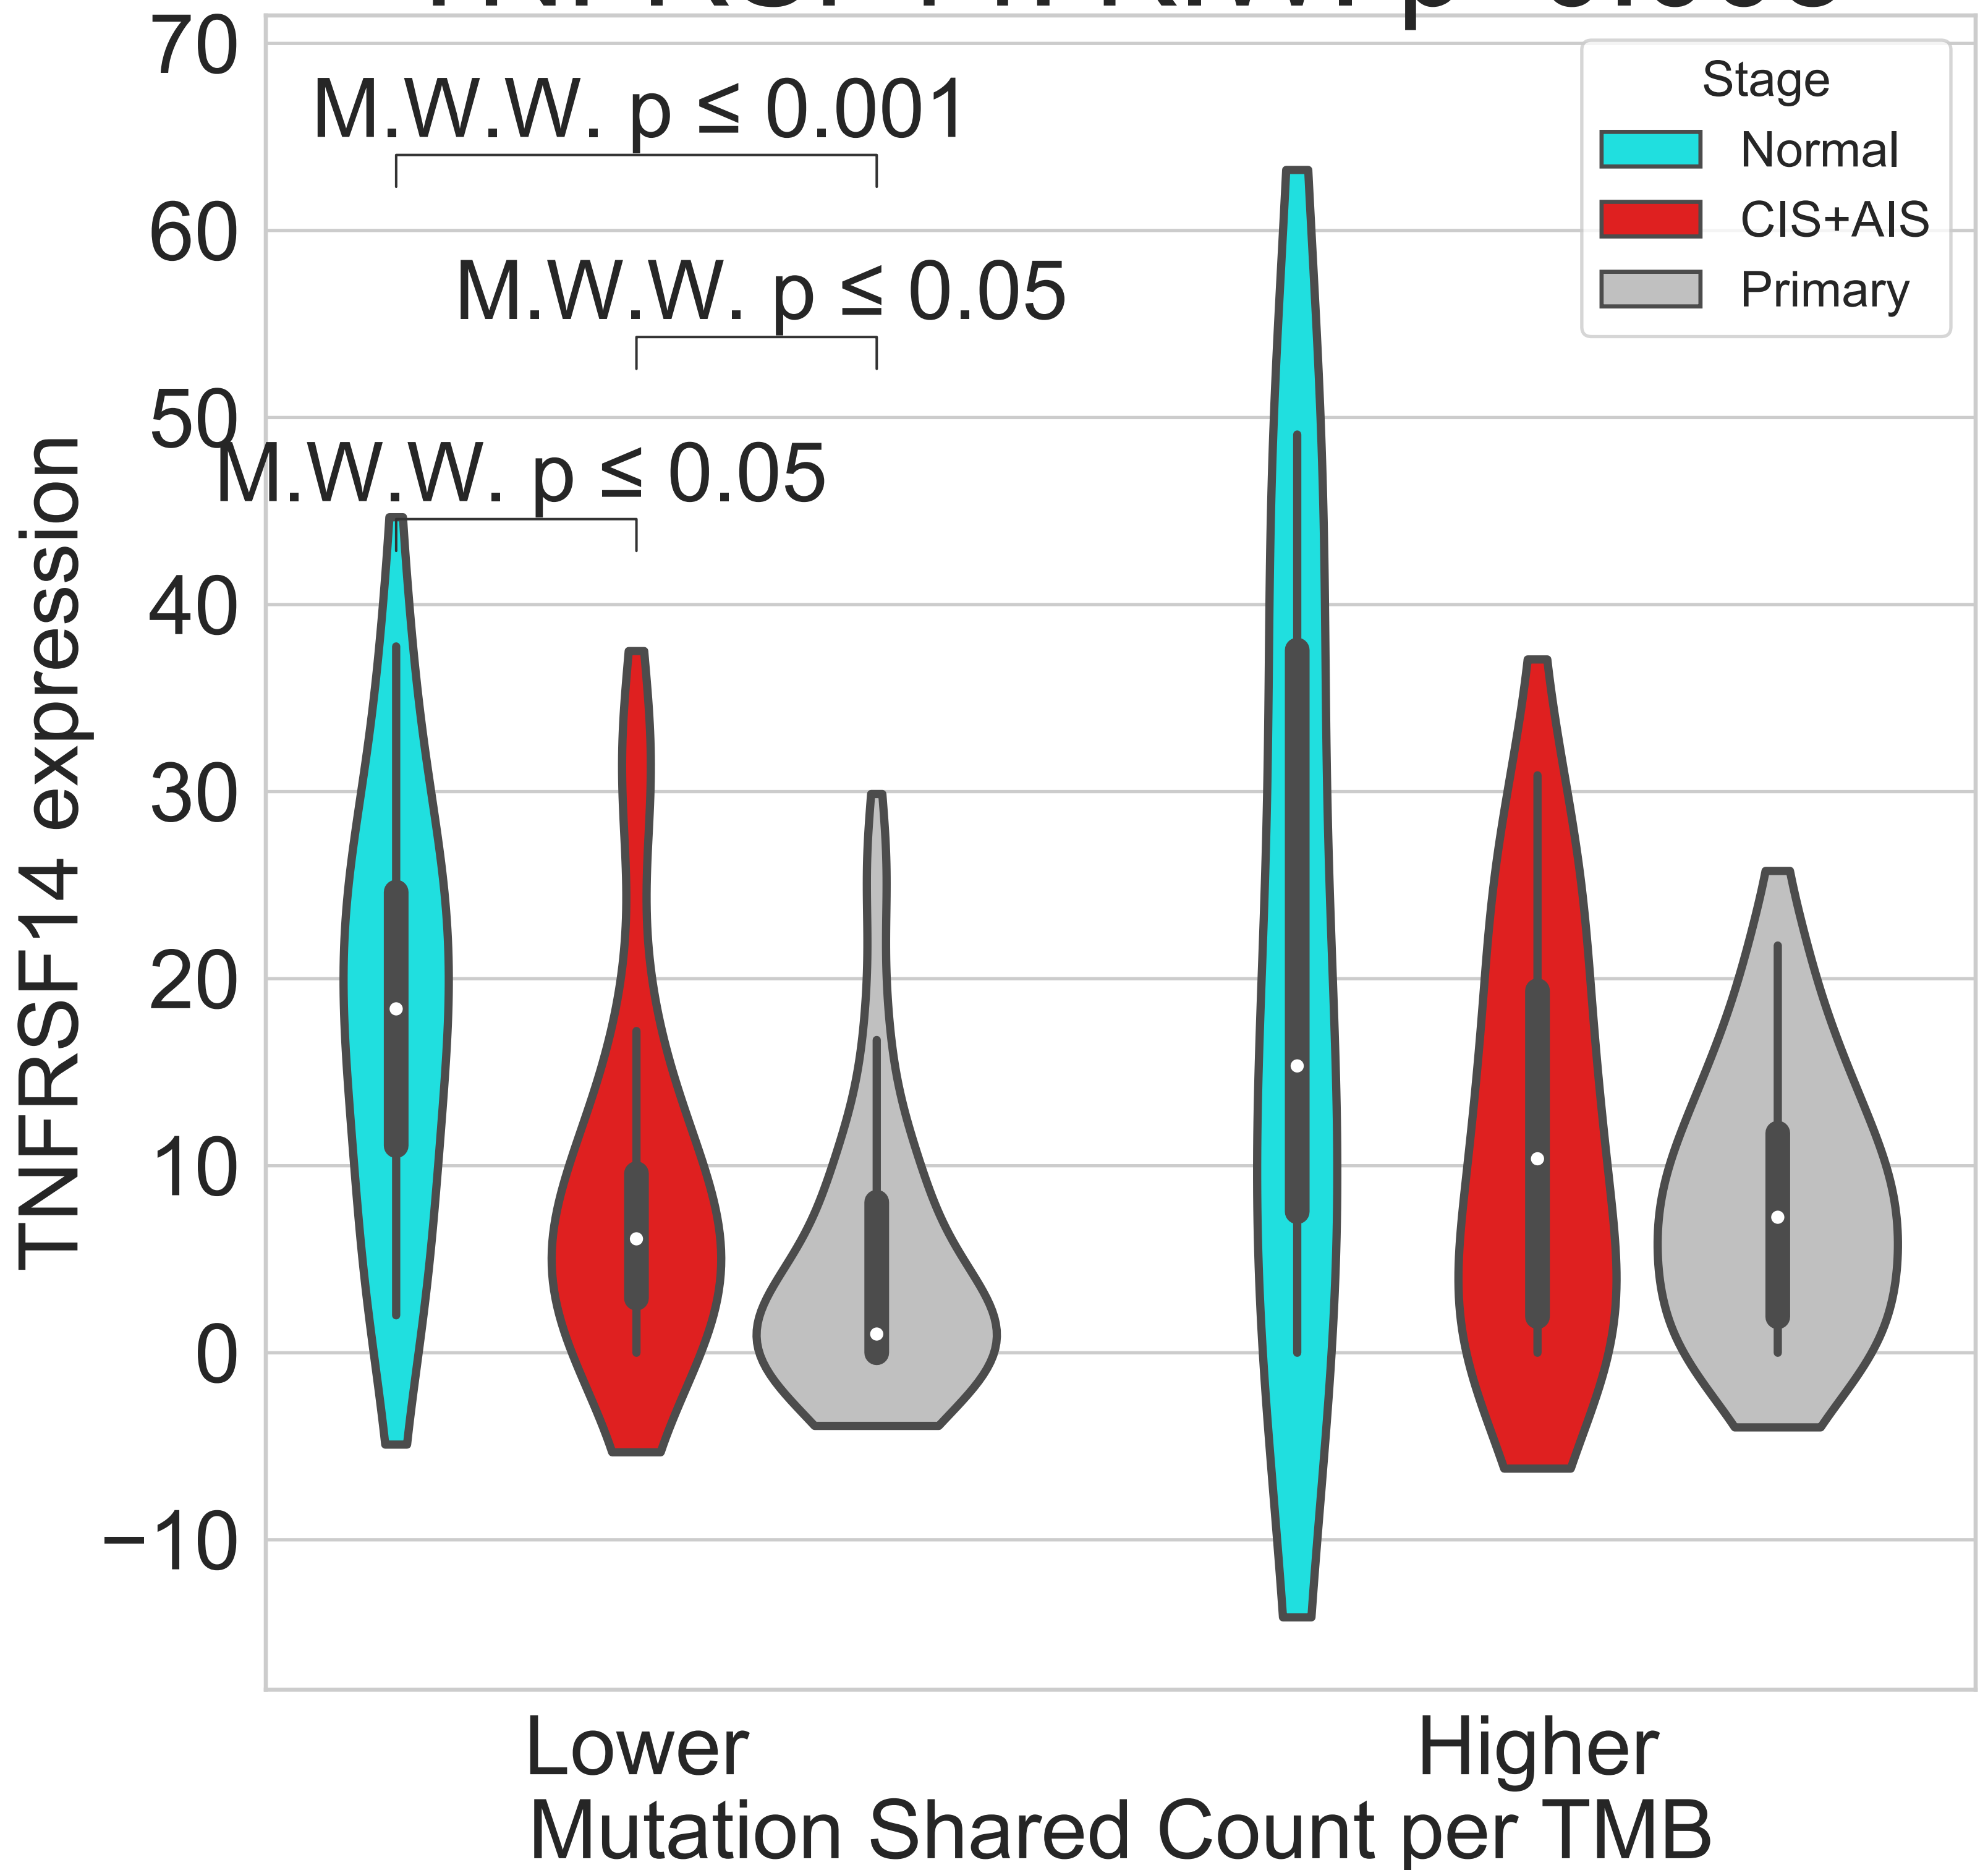 70
60
50
40
30
20
10
0
−10
TNFRSF14 expression
M.W.W. p ≤ 0.001
M.W.W. p ≤ 0.05
M.W.W. p ≤ 0.05
Stage
Normal
CIS+AIS
Primary
Lower
Higher
Mutation Shared Count per TMB